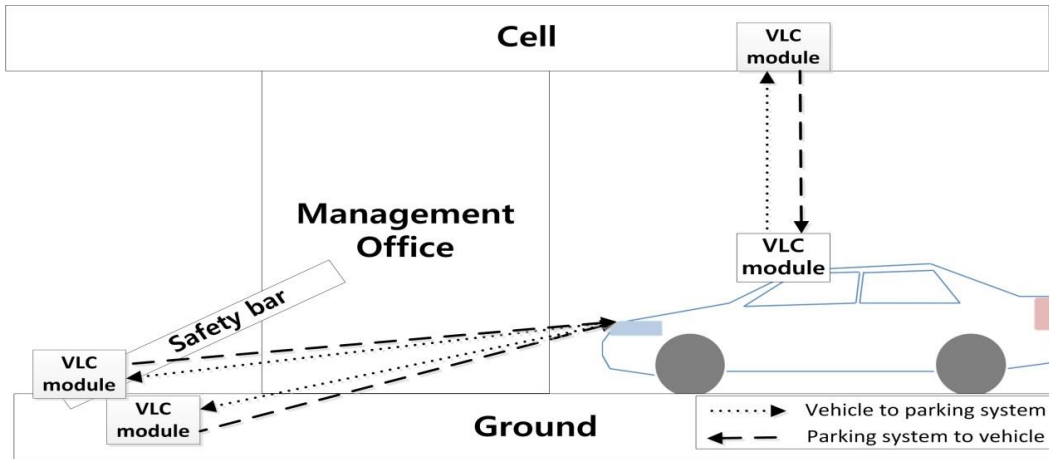 Cell
VLC
module
Management
Office
VLC
module
Safety bar
VLC
module
VLC
module
Ground
Vehicle to parking system
Parking system to vehicle